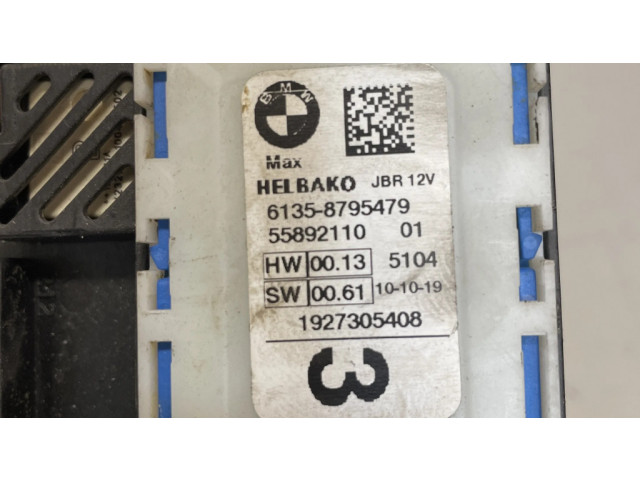 BMW
Max
HELBAKO JBR 12V
6135-8795479
55892110 01
HW 00.13 5104
SW 00.61 10-10-19
1927305408
3